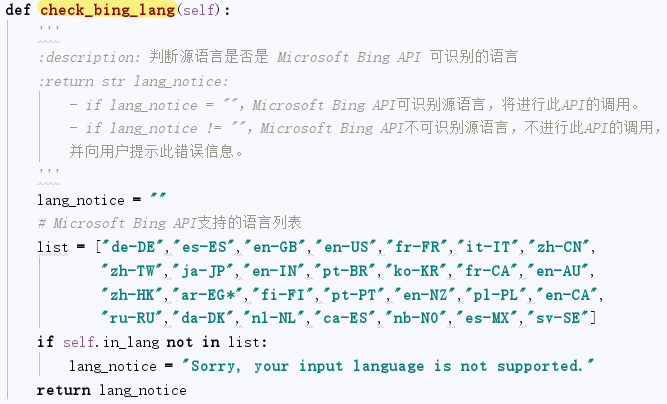 def check_bing_lang(self):
'''
:description: 判断源语言是否是 Microsoft Bing API 可识别的语言
:return str lang_notice:
- if lang_notice = "", Microsoft Bing API可识别源语言，将进行此API的调用。
- if lang_notice != "", Microsoft Bing API不可识别源语言，不进行此API的调用，
并向用户提示此错误信息。
'''
lang_notice = ""
# Microsoft Bing API支持的语言列表
list = ["de-DE","es-ES","en-GB","en-US","fr-FR","it-IT","zh-CN",
"zh-TW","ja-JP","en-IN","pt-BR","ko-KR","fr-CA","en-AU",
"zh-HK","ar-EG*","fi-FI","pt-PT","en-NZ","pl-PL","en-CA",
"ru-RU","da-DK","nl-NL","ca-ES","nb-NO","es-MX","sv-SE"]
if self.in_lang not in list:
lang_notice = "Sorry, your input language is not supported."
return lang_notice